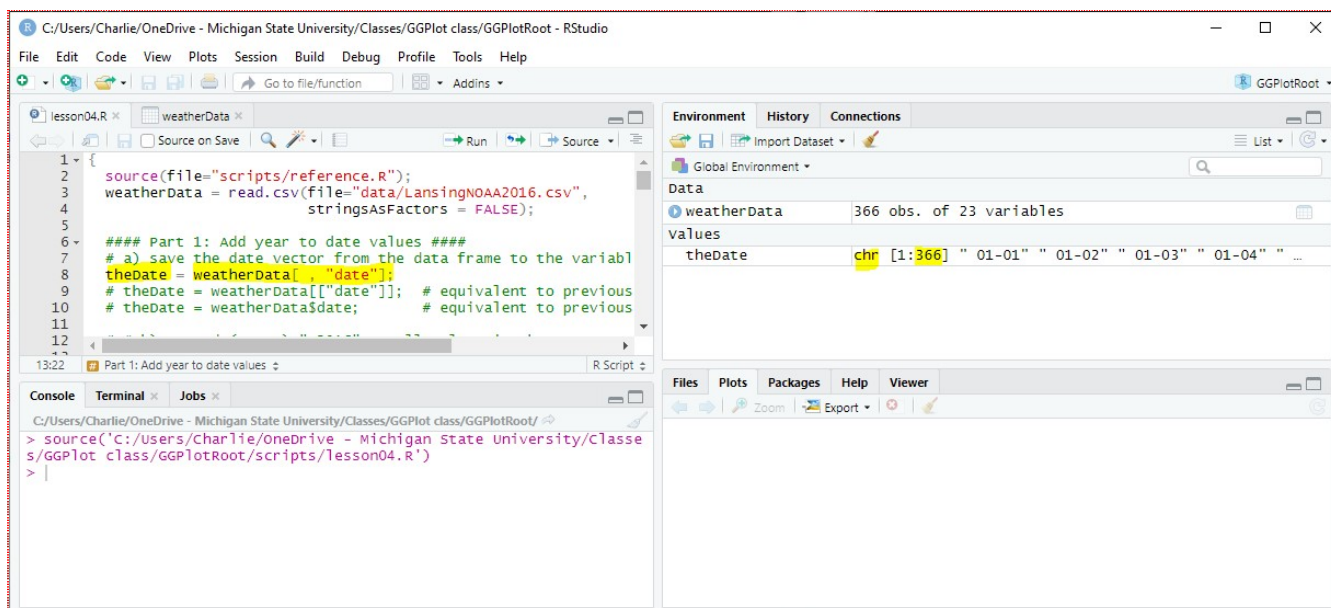 C:/Users/Charlie/OneDrive - Michigan State University/Classes/GGPlot class/GGPlotRoot - RStudio
File Edit Code View Plots Session Build Debug Profile Tools Help
Go to file/function Addins GGPlotRoot
lesson04.R × weatherData ×
Source on Save Run Source
1 {
2 source(file="scripts/reference.R");
3 weatherData = read.csv(file="data/LansingNOAA2016.csv",
4 stringsAsFactors = FALSE);
5
6 #### Part 1: Add year to date values ####
7 # a) save the date vector from the data frame to the variabl
8 theDate = weatherData[ , "date"];
9 # theDate = weatherData[["date"]]; # equivalent to previous
10 # theDate = weatherData$date; # equivalent to previous
11
12
13:22 # Part 1: Add year to date values R Script
Console Terminal × Jobs ×
C:/Users/Charlie/OneDrive - Michigan State University/Classes/GGPlot class/GGPlotRoot/
> source('C:/Users/Charlie/OneDrive - Michigan State University/Classe
s/GGPlot class/GGPlotRoot/scripts/lesson04.R')
>
Environment History Connections
Import Dataset List
Global Environment
Data
weatherData 366 obs. of 23 variables
Values
theDate chr [1:366] " 01-01" " 01-02" " 01-03" " 01-04" " ...
Files Plots Packages Help Viewer
Zoom Export